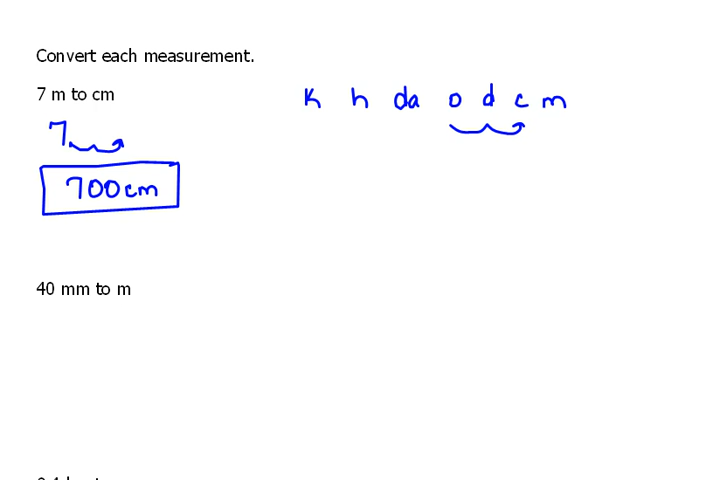 Convert each measurement.
7 m to cm
K h da o d c m
7
700cm
40 mm to m